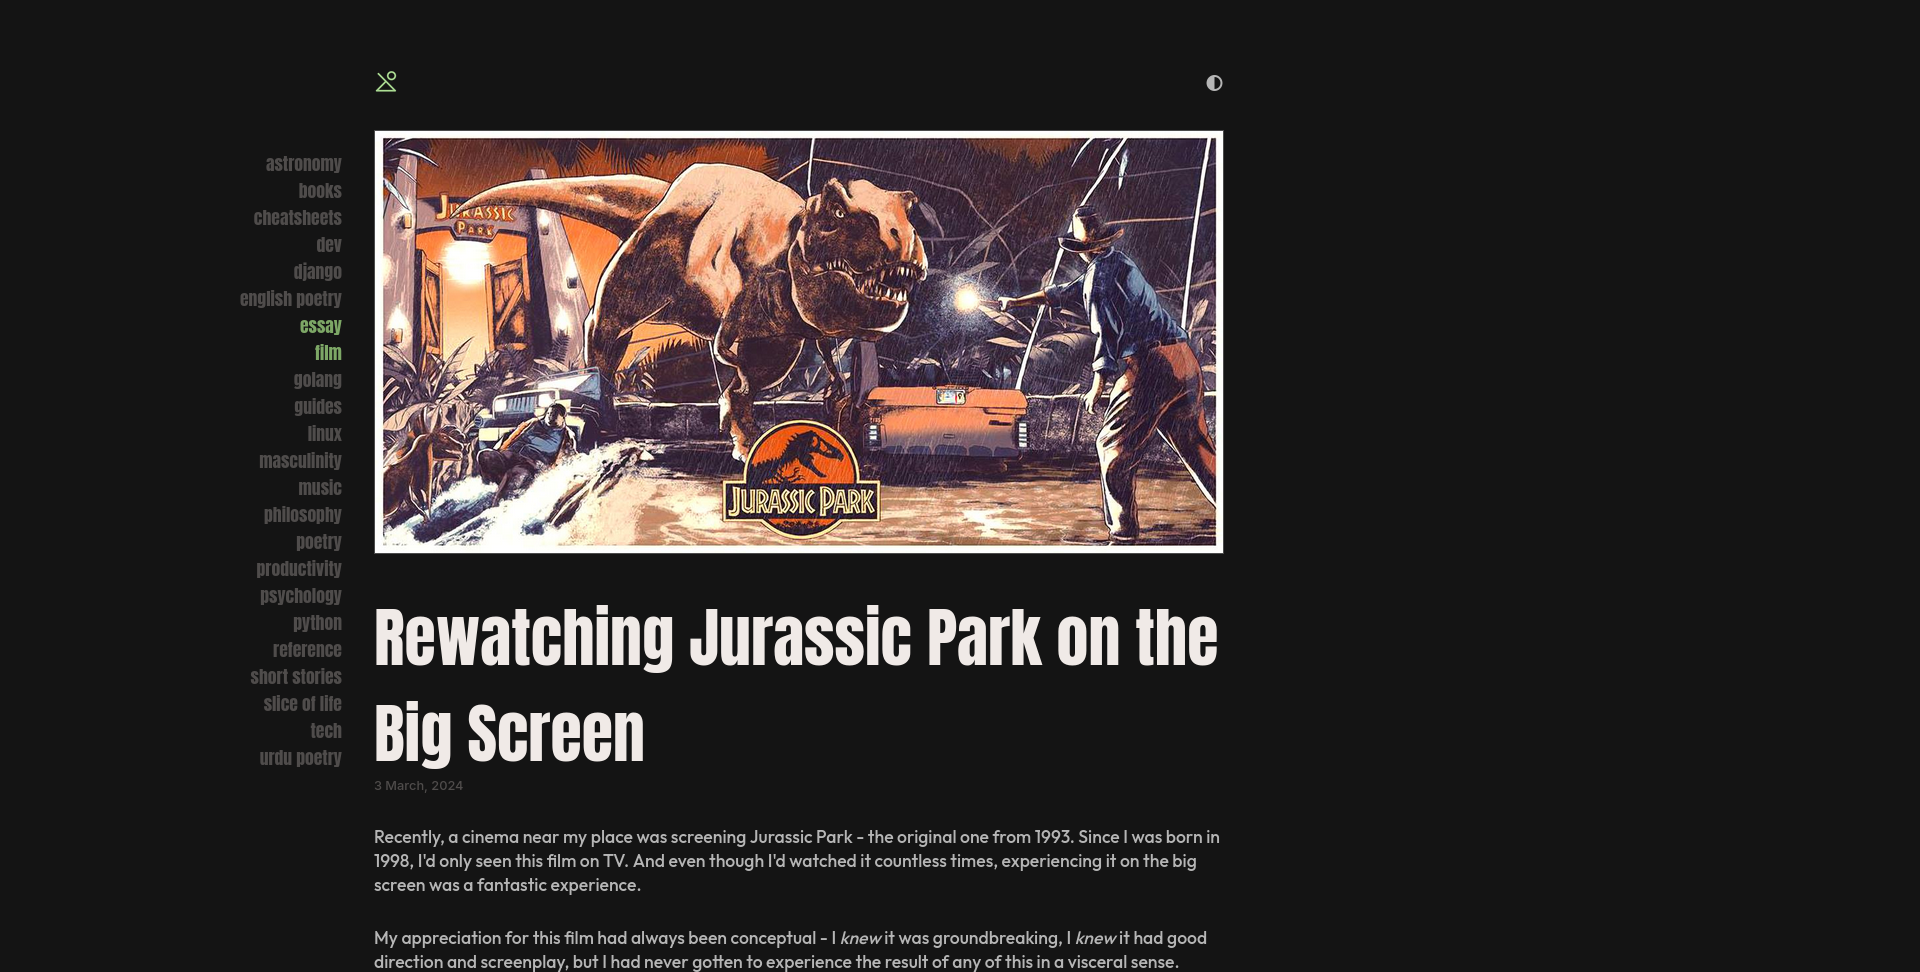 astronomy
books
cheatsheets
dev
django
english poetry
essay
film
golang
guides
linux
masculinity
music
philosophy
poetry
productivity
psychology
python
reference
short stories
slice of life
tech
urdu poetry
JURASSIC
PARK
JURASSIC PARK
Rewatching Jurassic Park on the
Big Screen
3 March, 2024
Recently, a cinema near my place was screening Jurassic Park - the original one from 1993. Since I was born in
1998, I'd only seen this film on TV. And even though I'd watched it countless times, experiencing it on the big
screen was a fantastic experience.
My appreciation for this film had always been conceptual - I knew it was groundbreaking, I knew it had good
direction and screenplay, but I had never gotten to experience the result of any of this in a visceral sense.